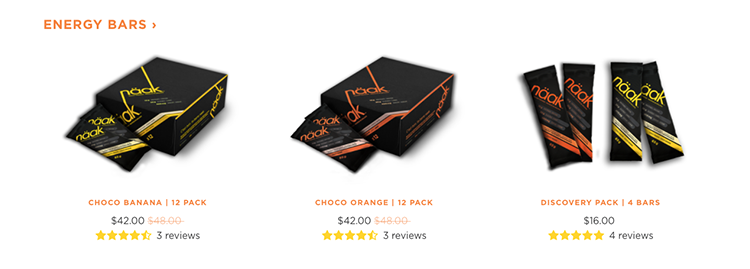 ENERGY BARS ›
näak
näak
näak
näak
näak
näak
näak
näak
CHOCO BANANA | 12 PACK
CHOCO ORANGE | 12 PACK
DISCOVERY PACK | 4 BARS
$42.00 $48.00
$42.00 $48.00
$16.00
3 reviews
3 reviews
4 reviews